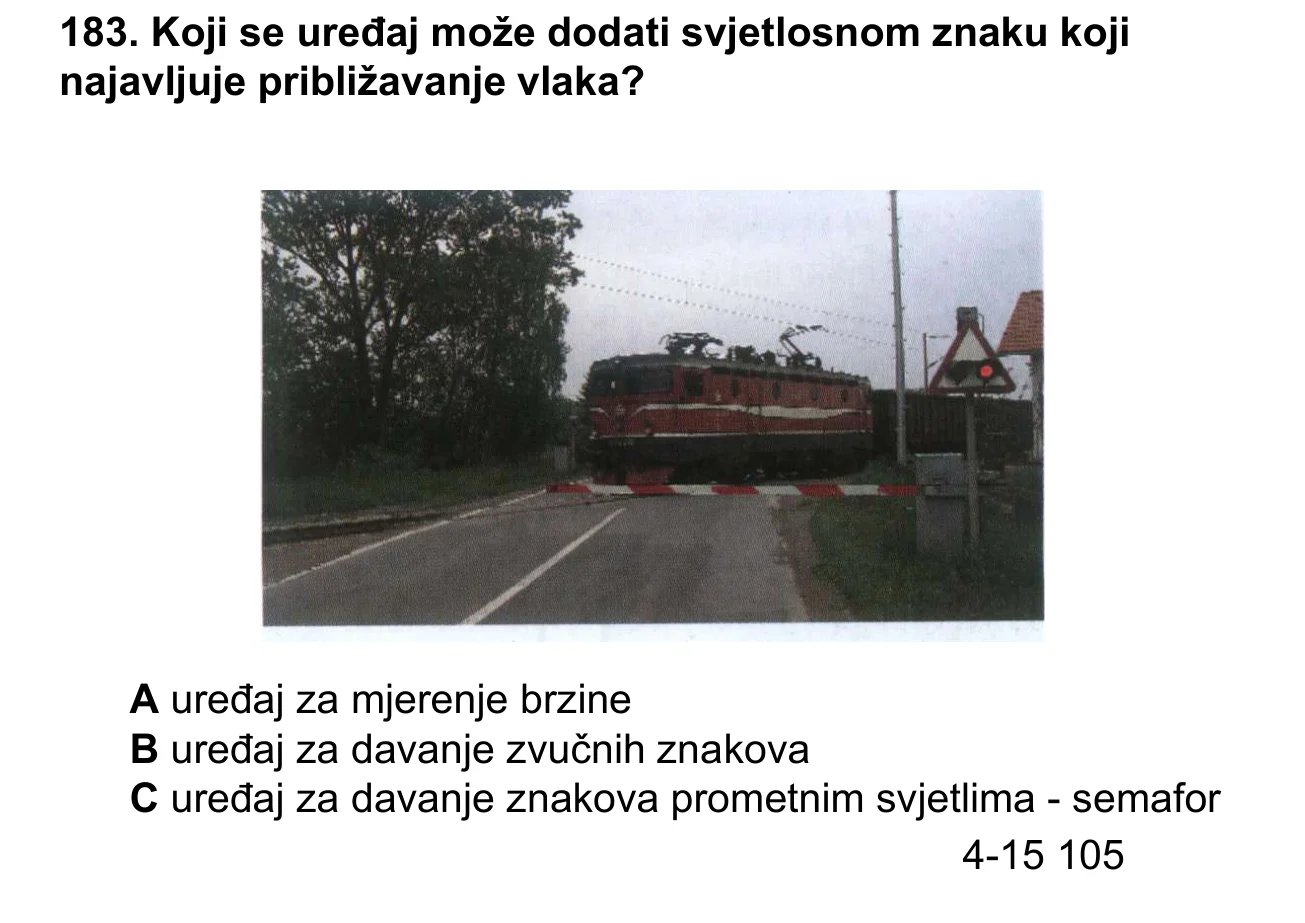 183. Koji se uređaj može dodati svjetlosnom znaku koji
najavljuje približavanje vlaka?
A uređaj za mjerenje brzine
B uređaj za davanje zvučnih znakova
C uređaj za davanje znakova prometnim svjetlima - semafor
4-15 105